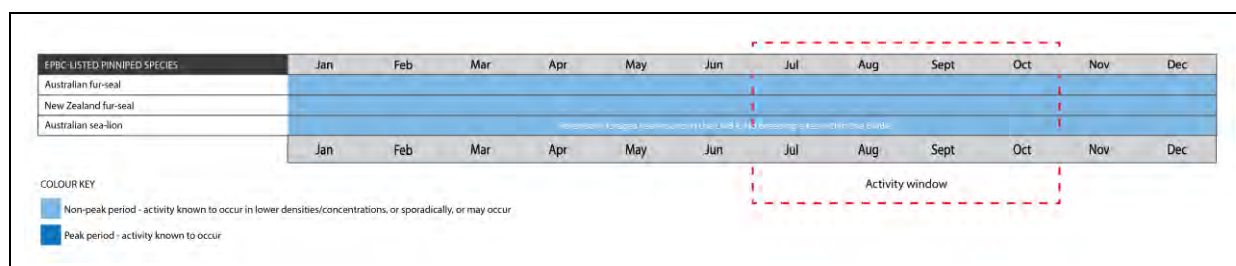 EPBC-LISTED PINNIPED SPECIES Jan Feb Mar Apr May Jun Jul Aug Sept Oct Nov Dec
Australian fur-seal
New Zealand fur-seal
Australian sea-lion
Jan Feb Mar Apr May Jun Jul Aug Sept Oct Nov Dec
COLOUR KEY
Activity window
Non-peak period - activity known to occur in lower densities/concentrations, or sporadically, or may occur
Peak period - activity known to occur